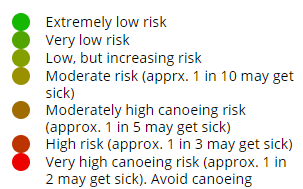 Extremely low risk
Very low risk
Low, but increasing risk
Moderate risk (apprx. 1 in 10 may get
sick)
Moderately high canoeing risk
(approx. 1 in 5 may get sick)
High risk (approx. 1 in 3 may get sick)
Very high canoeing risk (approx. 1 in
2 may get sick). Avoid canoeing